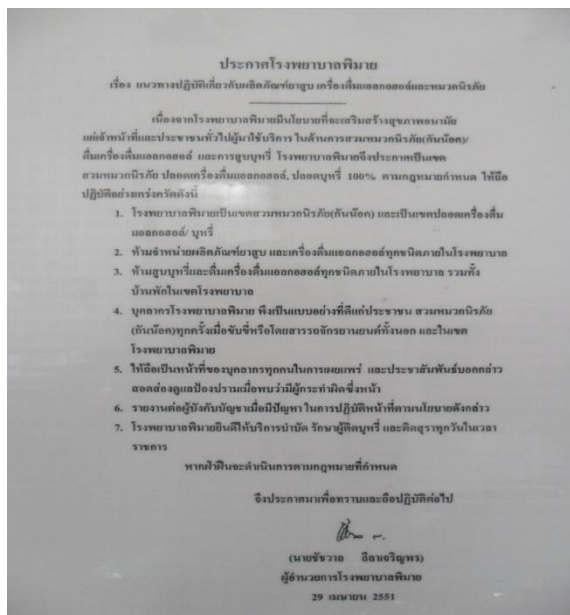 ประกาศโรงพยาบาลพิมาย
เรื่อง แนวทางปฏิบัติเกี่ยวกับผลิตภัณฑ์ยาสูบ เครื่องดื่มแอลกอฮอล์และหมวกนิรภัย
เนื่องจากโรงพยาบาลพิมายมีนโยบายที่จะเสริมสร้างสุขภาพอนามัย
แก่เจ้าหน้าที่และประชาชนทั่วไปผู้มาใช้บริการ ในด้านการสวมหมวกนิรภัย(กันน๊อค)/
ดื่มเครื่องดื่มแอลกอฮอล์ และการสูบบุหรี่ โรงพยาบาลพิมายจึงประกาศเป็นเขต
สวมหมวกนิรภัย ปลอดเครื่องดื่มแอลกอฮอล์, ปลอดบุหรี่ 100% ตามกฎหมายกำหนด ให้ถือ
ปฏิบัติอย่างเคร่งครัดดังนี้
1. โรงพยาบาลพิมายเป็นเขตสวมหมวกนิรภัย(กันน๊อค) และเป็นเขตปลอดเครื่องดื่ม
แอลกอฮอล์/ บุหรี่
2. ห้ามจำหน่ายผลิตภัณฑ์ยาสูบ และเครื่องดื่มแอลกอฮอล์ทุกชนิดภายในโรงพยาบาล
3. ห้ามสูบบุหรี่และดื่มเครื่องดื่มแอลกอฮอล์ทุกชนิดภายในโรงพยาบาล รวมทั้ง
บ้านพักในเขตโรงพยาบาล
4. บุคลากรโรงพยาบาลพิมาย พึงเป็นแบบอย่างที่ดีแก่ประชาชน สวมหมวกนิรภัย
(กันน๊อค)ทุกครั้งเมื่อขับขี่หรือโดยสารรถจักรยานยนต์ทั้งนอก และในเขต
โรงพยาบาลพิมาย
5. ให้ถือเป็นหน้าที่ของบุคลากรทุกคนในการเผยแพร่ และประชาสัมพันธ์บอกกล่าว
สอดส่องดูแลป้องปรามเมื่อพบว่ามีผู้กระทำผิดซึ่งหน้า
6. รายงานต่อผู้บังคับบัญชาเมื่อมีปัญหา ในการปฏิบัติหน้าที่ตามนโยบายดังกล่าว
7. โรงพยาบาลพิมายยินดีให้บริการบำบัด รักษาผู้ติดบุหรี่ และติดสุราทุกวันในเวลา
ราชการ
หากฝ่าฝืนจะดำเนินการตามกฎหมายที่กำหนด
จึงประกาศมาเพื่อทราบและถือปฏิบัติต่อไป
(นายชัชวาล ลีลาเจริญพร)
ผู้อำนวยการโรงพยาบาลพิมาย
29 เมษายน 2551